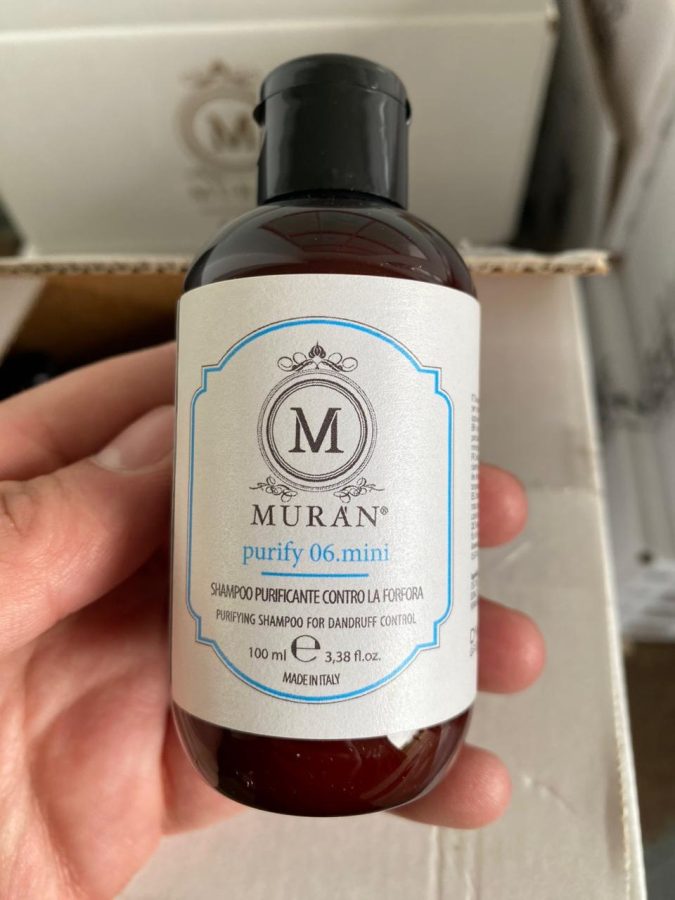 M
M
MURÁN®
purify 06.mini
SHAMPOO PURIFICANTE CONTRO LA FORFORA
PURIFYING SHAMPOO FOR DANDRUFF CONTROL
100 ml ℮ 3,38 fl.oz.
MADE IN ITALY